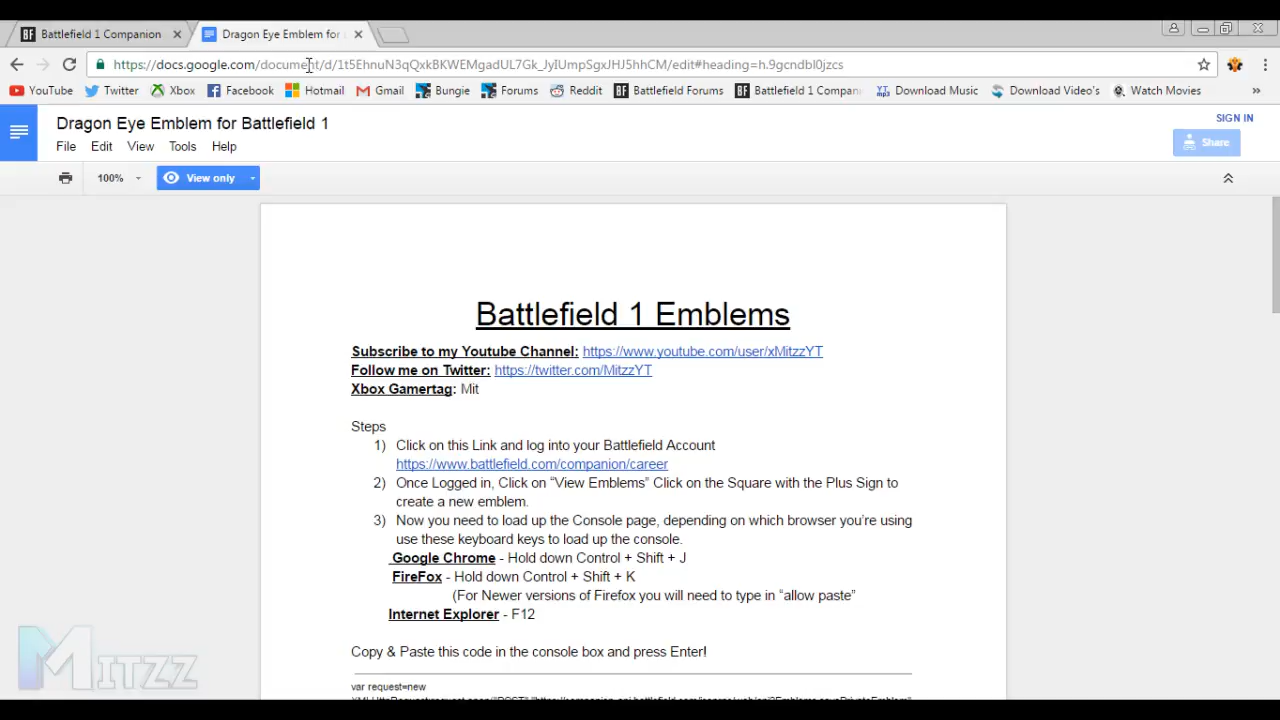 Battlefield 1 Companion
Dragon Eye Emblem for
https://docs.google.com/document/d/1t5EhnuN3qQxkBKWEMgadUL7Gk_JyIUmpSgxJHJ5hhCM/edit#heading=h.9gcndbl0jzcs
YouTube Twitter Xbox Facebook Hotmail Gmail Bungie Forums Reddit Battlefield Forums Battlefield 1 Compan Download Music Download Video's Watch Movies
Dragon Eye Emblem for Battlefield 1
SIGN IN
File Edit View Tools Help
Share
100% View only
Battlefield 1 Emblems
Subscribe to my Youtube Channel: https://www.youtube.com/user/xMitzzYT
Follow me on Twitter: https://twitter.com/MitzzYT
Xbox Gamertag: Mit
Steps
1) Click on this Link and log into your Battlefield Account
https://www.battlefield.com/companion/career
2) Once Logged in, Click on “View Emblems” Click on the Square with the Plus Sign to
create a new emblem.
3) Now you need to load up the Console page, depending on which browser you’re using
use these keyboard keys to load up the console.
Google Chrome - Hold down Control + Shift + J
FireFox - Hold down Control + Shift + K
(For Newer versions of Firefox you will need to type in “allow paste”
Internet Explorer - F12
Copy & Paste this code in the console box and press Enter!
var request=new
MITZZ